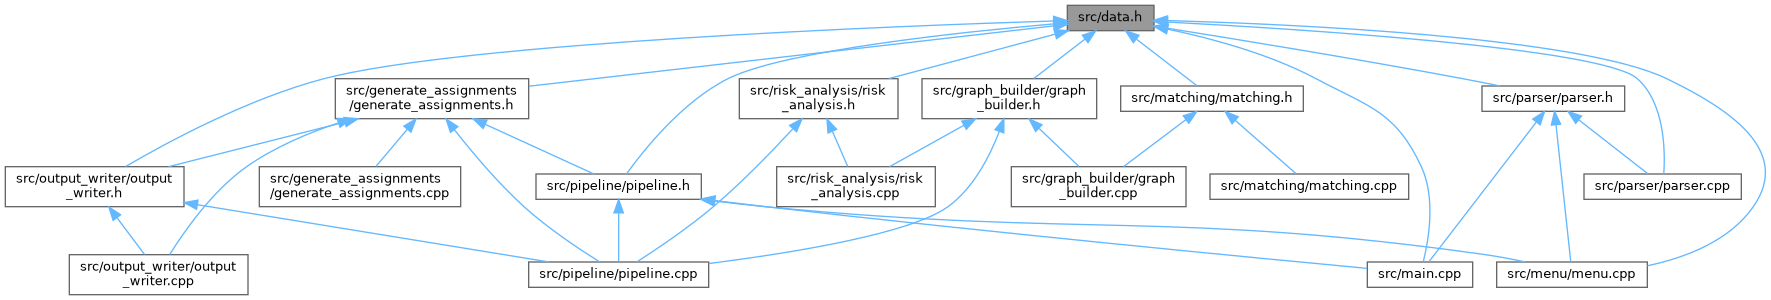 src/data.h
src/generate_assignments
/generate_assignments.h
src/risk_analysis/risk
_analysis.h
src/graph_builder/graph
_builder.h
src/matching/matching.h
src/parser/parser.h
src/output_writer/output
_writer.h
src/generate_assignments
/generate_assignments.cpp
src/pipeline/pipeline.h
src/risk_analysis/risk
_analysis.cpp
src/graph_builder/graph
_builder.cpp
src/matching/matching.cpp
src/parser/parser.cpp
src/output_writer/output
_writer.cpp
src/pipeline/pipeline.cpp
src/main.cpp
src/menu/menu.cpp